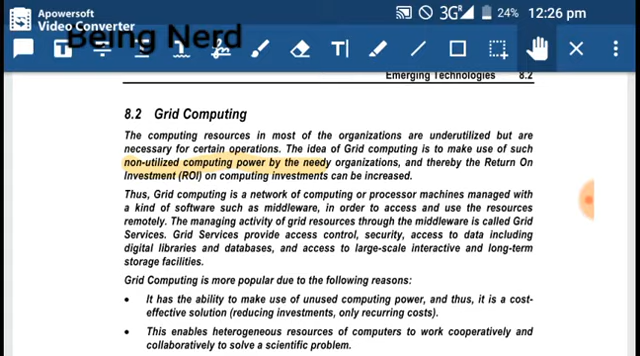 Apowersoft
Video Converter
3G
24%
12:26 pm
Being Nerd
T
T
T
Emerging Technologies 8.2
8.2 Grid Computing
The computing resources in most of the organizations are underutilized but are
necessary for certain operations. The idea of Grid computing is to make use of such
non-utilized computing power by the needy organizations, and thereby the Return On
Investment (ROI) on computing investments can be increased.
Thus, Grid computing is a network of computing or processor machines managed with
a kind of software such as middleware, in order to access and use the resources
remotely. The managing activity of grid resources through the middleware is called Grid
Services. Grid Services provide access control, security, access to data including
digital libraries and databases, and access to large-scale interactive and long-term
storage facilities.
Grid Computing is more popular due to the following reasons:
• It has the ability to make use of unused computing power, and thus, it is a cost-
effective solution (reducing investments, only recurring costs).
• This enables heterogeneous resources of computers to work cooperatively and
collaboratively to solve a scientific problem.